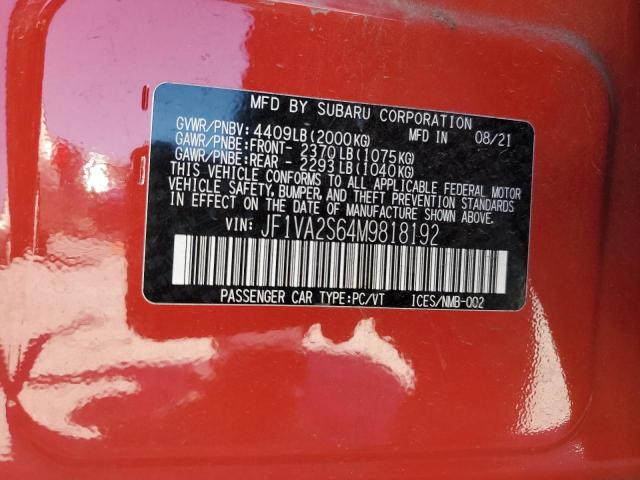 MFD BY SUBARU CORPORATION
GVWR/PNBV: 4409LB(2000KG) MFD IN 08/21
GAWR/PNBE:FRONT- 2370LB(1075KG)
GAWR/PNBE:REAR - 2293LB(1040KG)
THIS VEHICLE CONFORMS TO ALL APPLICABLE FEDERAL MOTOR
VEHICLE SAFETY, BUMPER, AND THEFT PREVENTION STANDARDS
IN EFFECT ON THE DATE OF MANUFACTURE SHOWN ABOVE.
VIN: JF1VA2S64M9818192
PASSENGER CAR TYPE:PC/VT ICES/NMB-002